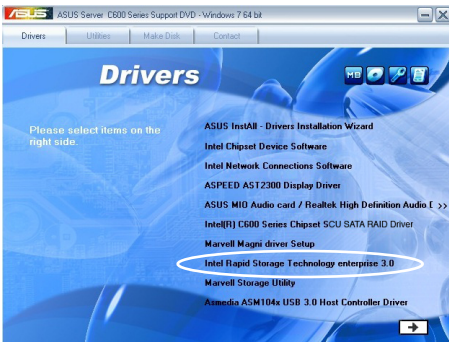 ASUS ASUS Server C600 Series Support DVD - Windows 7 64 bit
Drivers Utilities Make Disk Contact
Drivers
MB
Please select items on the
right side.
ASUS InstAll - Drivers Installation Wizard
Intel Chipset Device Software
Intel Network Connections Software
ASPEED AST2300 Display Driver
ASUS MIO Audio card / Realtek High Definition Audio D >>
Intel(R) C600 Series Chipset SCU SATA RAID Driver
Marvell Magni driver Setup
Intel Rapid Storage Technology enterprise 3.0
Marvell Storage Utility
Asmedia ASM104x USB 3.0 Host Controller Driver